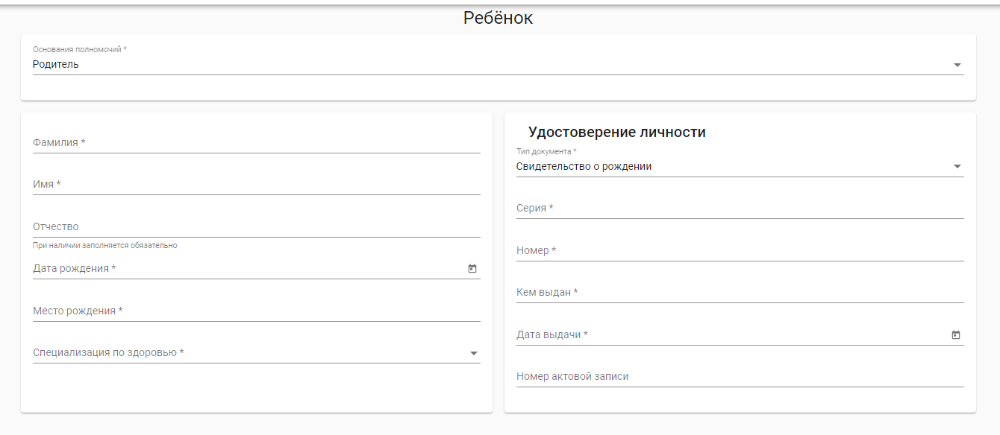 Ребёнок
Основания полномочий *
Родитель
Фамилия *
Имя *
Отчество
При наличии заполняется обязательно
Дата рождения *
Место рождения *
Специализация по здоровью *
Удостоверение личности
Тип документа *
Свидетельство о рождении
Серия *
Номер *
Кем выдан *
Дата выдачи *
Номер актовой записи